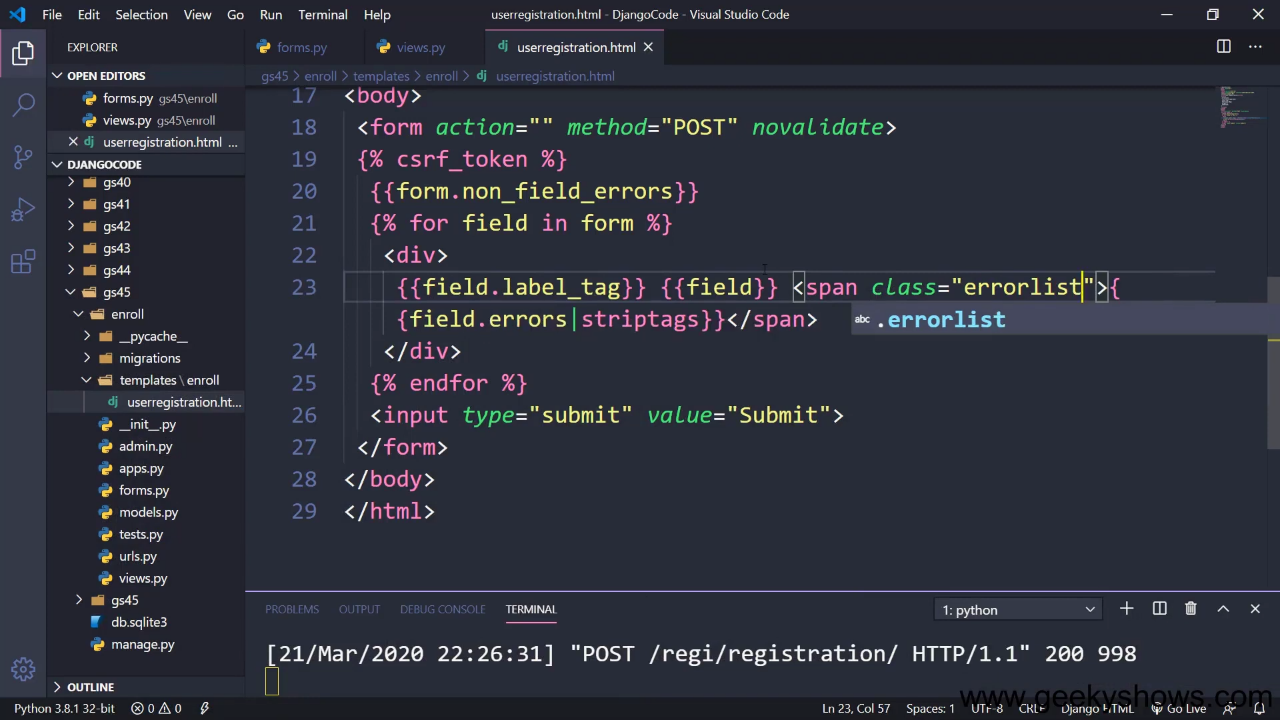 File Edit Selection View Go Run Terminal Help userregistration.html - DjangoCode - Visual Studio Code
EXPLORER
OPEN EDITORS
forms.py gs45\enroll
views.py gs45\enroll
userregistration.html ...
DJANGOCODE
gs40
gs41
gs42
gs43
gs44
gs45
enroll
__pycache__
migrations
templates \ enroll
userregistration.ht...
__init__.py
admin.py
apps.py
forms.py
models.py
tests.py
urls.py
views.py
gs45
db.sqlite3
manage.py
OUTLINE
forms.py views.py userregistration.html
gs45 > enroll > templates > enroll > userregistration.html
17 <body>
18 <form action="" method="POST" novalidate>
19 {% csrf_token %}
20 {{form.non_field_errors}}
21 {% for field in form %}
22 <div>
23 {{field.label_tag}} {{field}} <span class="errorlist">{
{field.errors|striptags}}</span>
abc .errorlist
24 </div>
25 {% endfor %}
26 <input type="submit" value="Submit">
27 </form>
28 </body>
29 </html>
PROBLEMS OUTPUT DEBUG CONSOLE TERMINAL 1: python
[21/Mar/2020 22:26:31] "POST /regi/registration/ HTTP/1.1" 200 998
www.geekyshows.com
Python 3.8.1 32-bit 0 0 Ln 23, Col 57 Spaces: 1 UTF-8 CRLF Django HTML Go Live